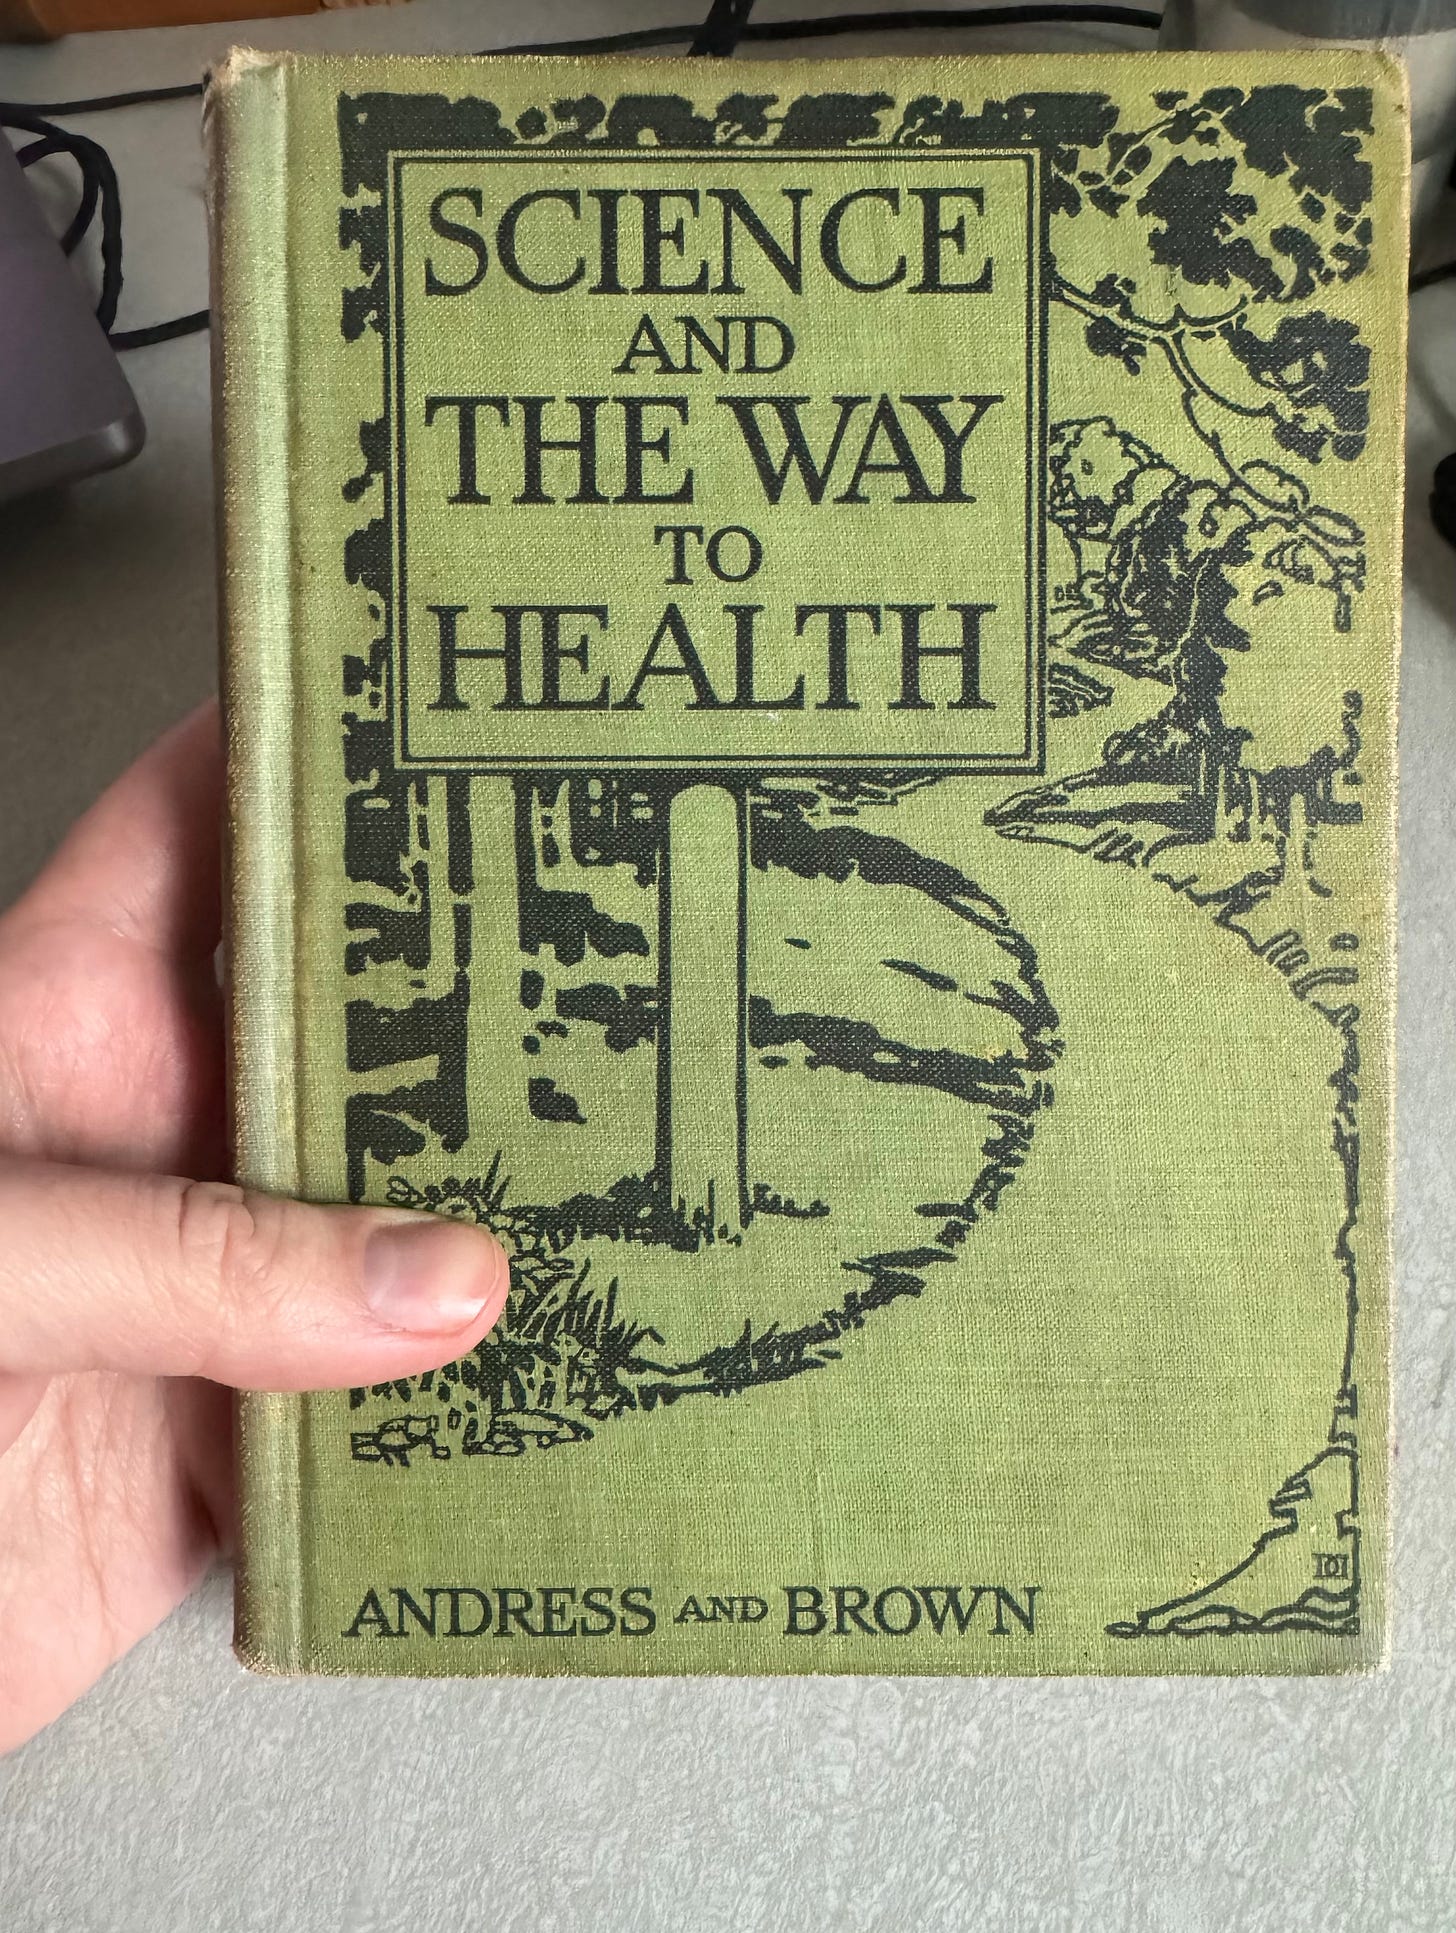 SCIENCE
AND
THE WAY
TO
HEALTH
ANDRESS AND BROWN